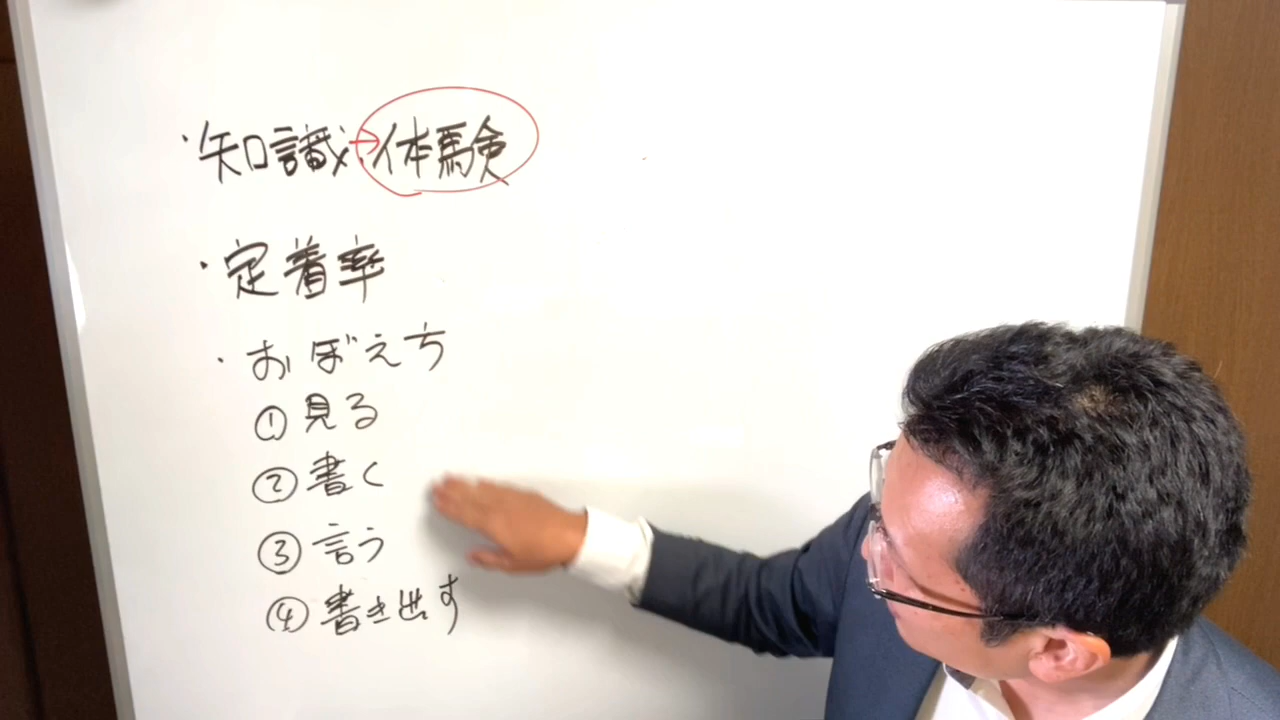 ・知識→体験
・定着率
・おぼえ方
①見る
②書く
③言う
④書き出す